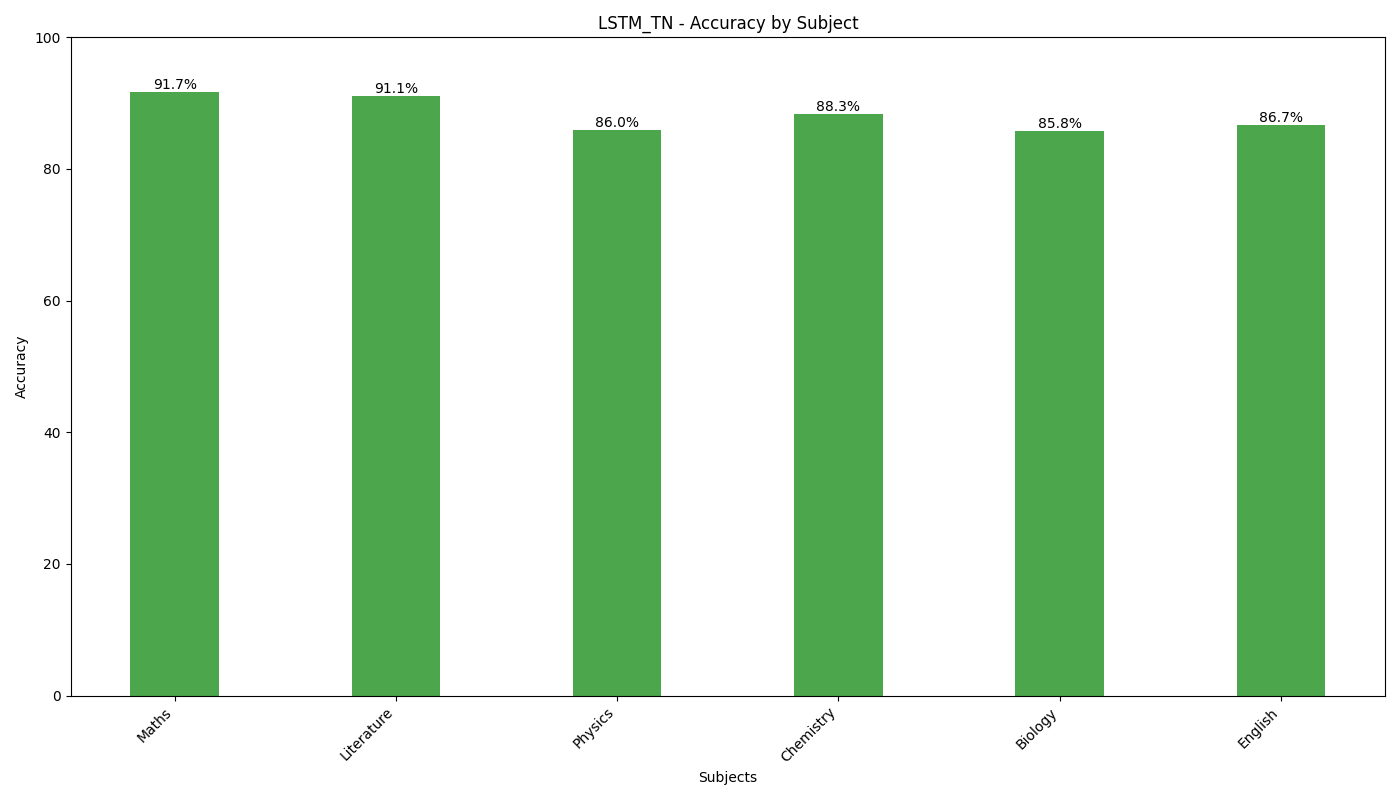 LSTM_TN - Accuracy by Subject
100
80
60
40
20
0
Accuracy
91.7%
91.1%
86.0%
88.3%
85.8%
86.7%
Maths
Literature
Physics
Chemistry
Biology
English
Subjects